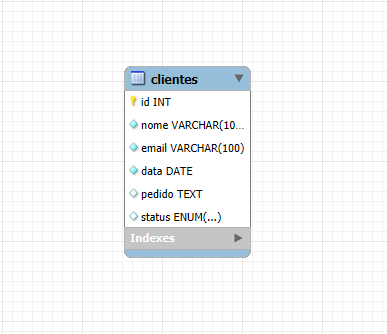 clientes
id INT
nome VARCHAR(10...
email VARCHAR(100)
data DATE
pedido TEXT
status ENUM(...)
Indexes